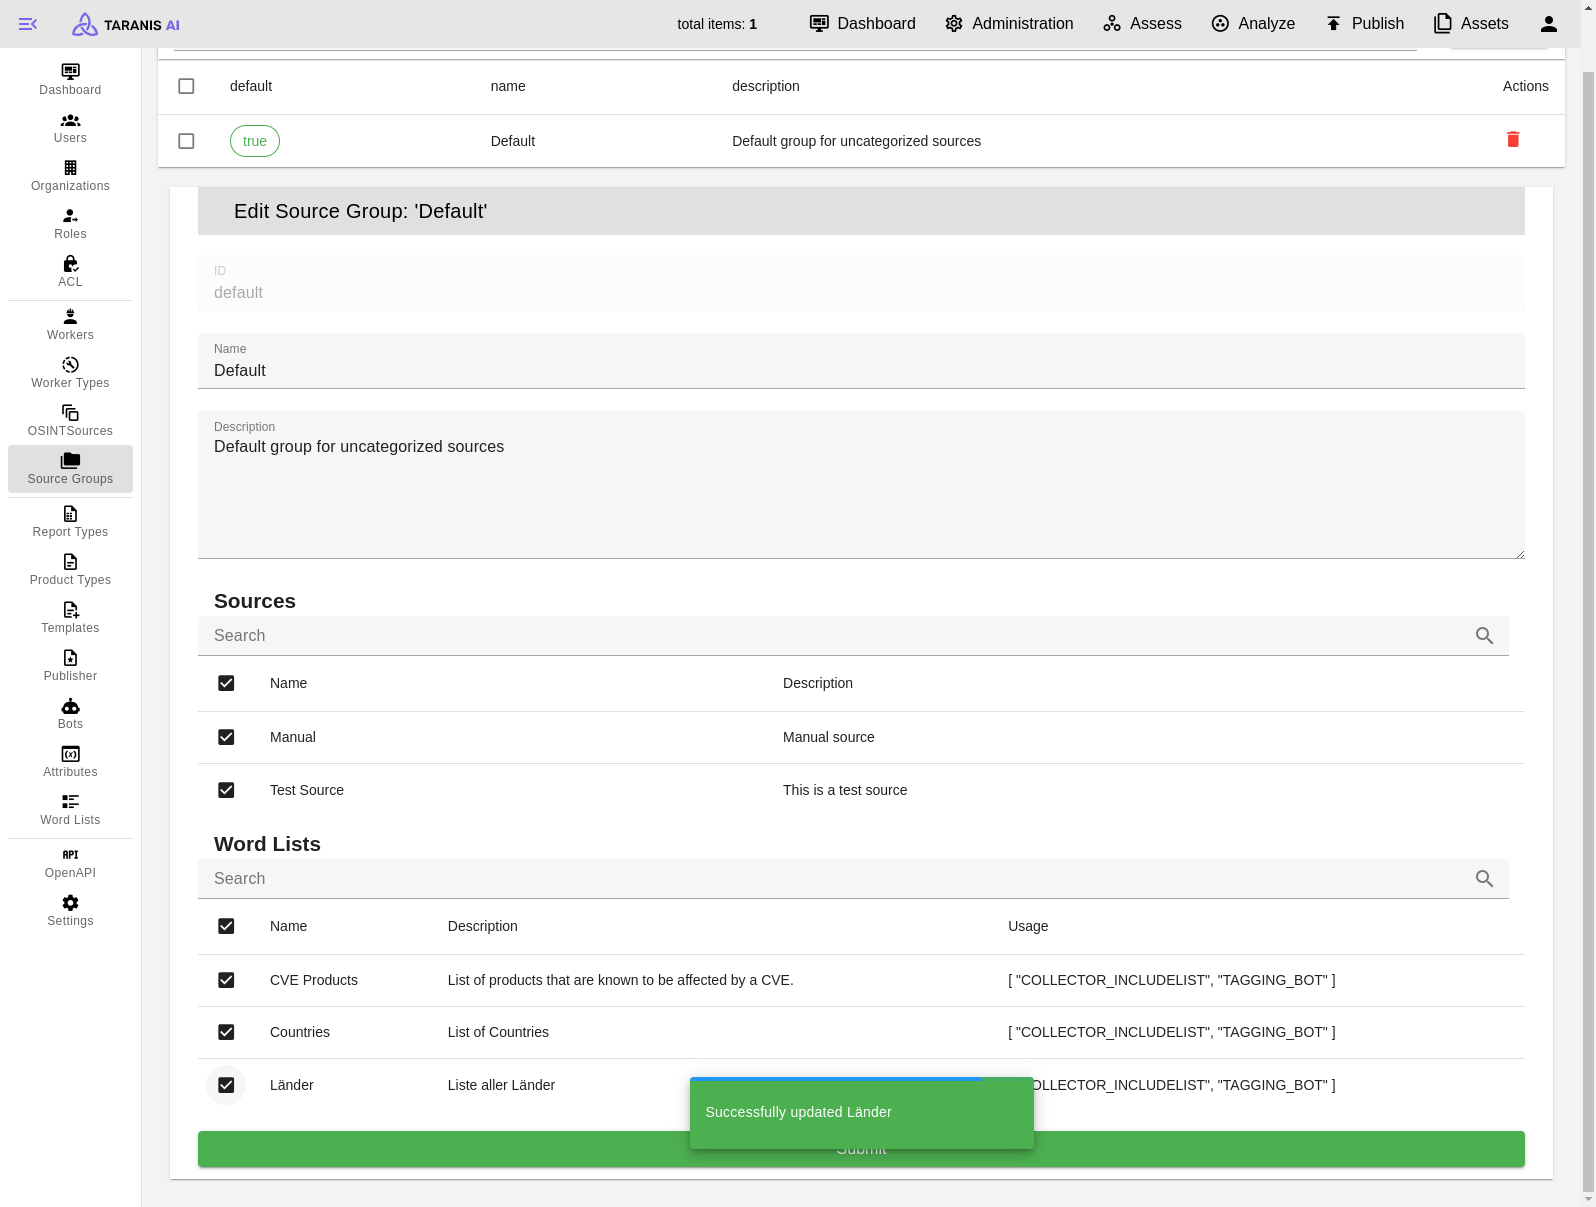 TARANIS AI
total items: 1
Dashboard
Administration
Assess
Analyze
Publish
Assets
Dashboard
Users
Organizations
Roles
ACL
Workers
Worker Types
OSINTSources
Source Groups
Report Types
Product Types
Templates
Publisher
Bots
Attributes
Word Lists
API
OpenAPI
Settings
default name description Actions
true Default Default group for uncategorized sources
Edit Source Group: 'Default'
ID
default
Name
Default
Description
Default group for uncategorized sources
Sources
Search
Name Description
Manual Manual source
Test Source This is a test source
Word Lists
Search
Name Description Usage
CVE Products List of products that are known to be affected by a CVE. [ "COLLECTOR_INCLUDELIST", "TAGGING_BOT" ]
Countries List of Countries [ "COLLECTOR_INCLUDELIST", "TAGGING_BOT" ]
Länder Liste aller Länder OLLECTOR_INCLUDELIST", "TAGGING_BOT" ]
Successfully updated Länder
Submit